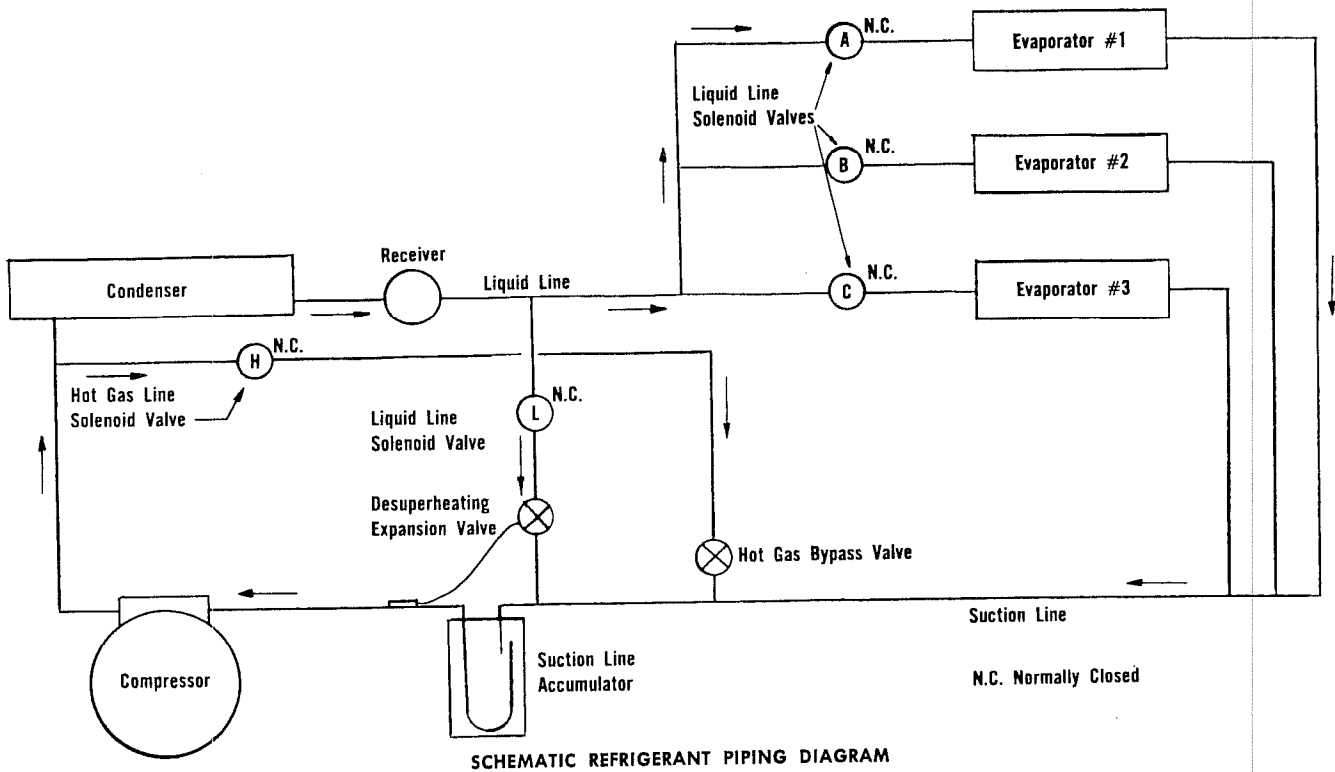 A N.C.
Evaporator #1
Liquid Line
Solenoid Valves
B N.C.
Evaporator #2
C N.C.
Evaporator #3
Condenser
Receiver
Liquid Line
H N.C.
Hot Gas Line
Solenoid Valve
L N.C.
Liquid Line
Solenoid Valve
Desuperheating
Expansion Valve
Hot Gas Bypass Valve
Suction Line
Compressor
Suction Line
Accumulator
N.C. Normally Closed
SCHEMATIC REFRIGERANT PIPING DIAGRAM